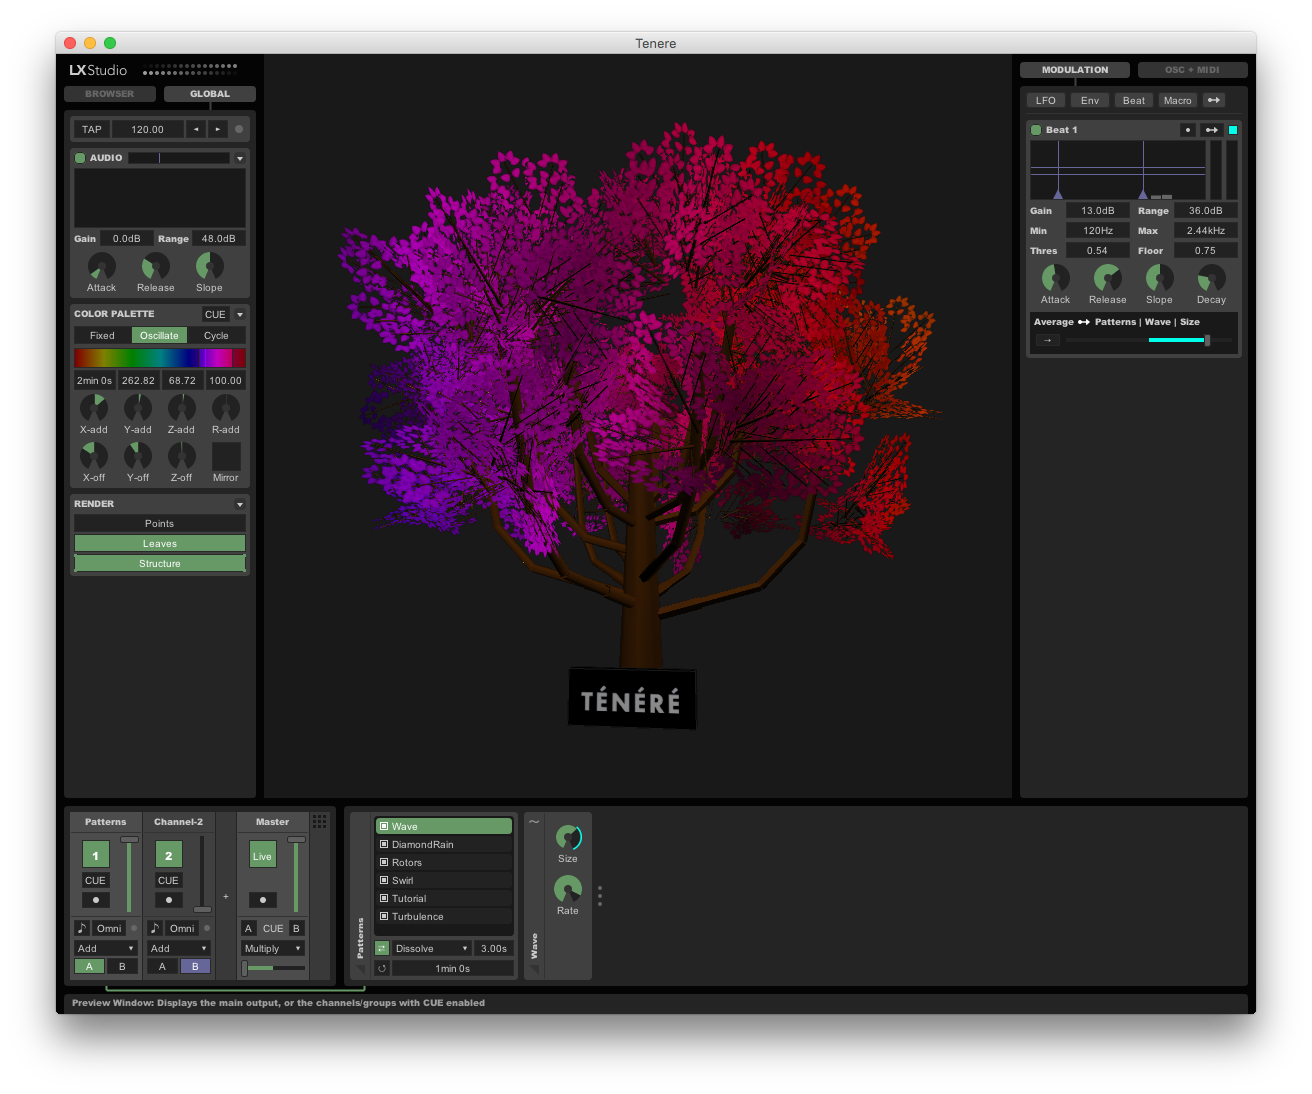 Tenere
LXStudio
BROWSER
GLOBAL
TAP
120.00
AUDIO
Gain
0.0dB
Range
48.0dB
Attack
Release
Slope
COLOR PALETTE
CUE
Fixed
Oscillate
Cycle
2min 0s
262.82
68.72
100.00
X-add
Y-add
Z-add
R-add
X-off
Y-off
Z-off
Mirror
RENDER
Points
Leaves
Structure
TÉNÉRÉ
MODULATION
OSC + MIDI
LFO
Env
Beat
Macro
Beat 1
Gain
13.0dB
Range
36.0dB
Min
120Hz
Max
2.44kHz
Thres
0.54
Floor
0.75
Attack
Release
Slope
Decay
Average
Patterns | Wave | Size
Patterns
Channel-2
Master
1
2
Live
CUE
CUE
+
Omni
Omni
A
CUE
B
Add
Add
Multiply
A
B
A
B
Patterns
Wave
DiamondRain
Rotors
Swirl
Tutorial
Turbulence
Dissolve
3.00s
1min 0s
Wave
Size
Rate
Preview Window: Displays the main output, or the channels/groups with CUE enabled